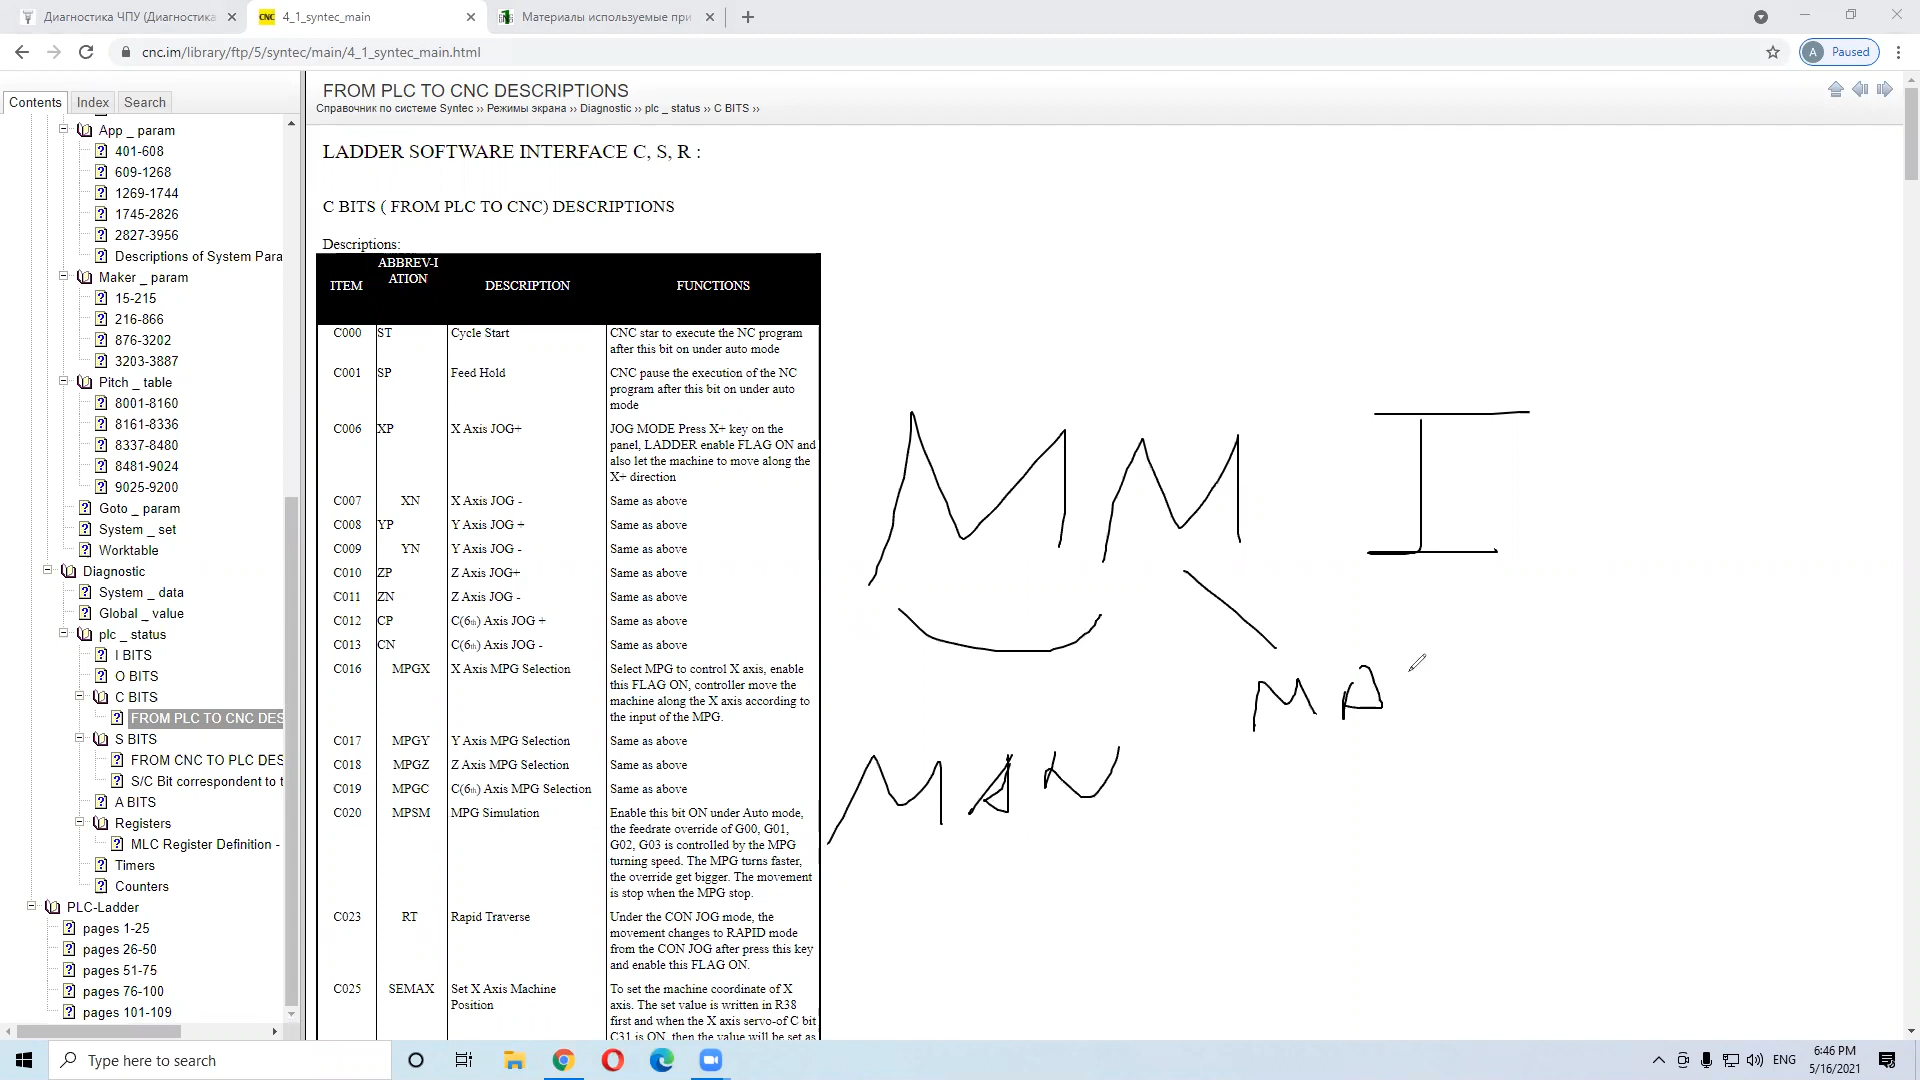 Диагностика ЧПУ (Диагностика
4_1_syntec_main
Материалы используемые при
cnc.im/library/ftp/5/syntec/main/4_1_syntec_main.html
A Paused
Contents Index Search
App _ param
401-608
609-1268
1269-1744
1745-2826
2827-3956
Descriptions of System Para
Maker _ param
15-215
216-866
876-3202
3203-3887
Pitch _ table
8001-8160
8161-8336
8337-8480
8481-9024
9025-9200
Goto _ param
System _ set
Worktable
Diagnostic
System _ data
Global _ value
plc _ status
I BITS
O BITS
C BITS
FROM PLC TO CNC DES
S BITS
FROM CNC TO PLC DES
S/C Bit correspondent to t
A BITS
Registers
MLC Register Definition -
Timers
Counters
PLC-Ladder
pages 1-25
pages 26-50
pages 51-75
pages 76-100
pages 101-109
FROM PLC TO CNC DESCRIPTIONS
Справочник по системе Syntec ›› Режимы экрана ›› Diagnostic ›› plc _ status ›› C BITS ››
LADDER SOFTWARE INTERFACE C, S, R :
C BITS ( FROM PLC TO CNC) DESCRIPTIONS
Descriptions:
ITEM ABBREV-I
ATION DESCRIPTION FUNCTIONS
C000 ST Cycle Start CNC star to execute the NC program
after this bit on under auto mode
C001 SP Feed Hold CNC pause the execution of the NC
program after this bit on under auto
mode
C006 XP X Axis JOG+ JOG MODE Press X+ key on the
panel, LADDER enable FLAG ON and
also let the machine to move along the
X+ direction
C007 XN X Axis JOG - Same as above
C008 YP Y Axis JOG + Same as above
C009 YN Y Axis JOG - Same as above
C010 ZP Z Axis JOG+ Same as above
C011 ZN Z Axis JOG - Same as above
C012 CP C(6th) Axis JOG + Same as above
C013 CN C(6th) Axis JOG - Same as above
C016 MPGX X Axis MPG Selection Select MPG to control X axis, enable
this FLAG ON, controller move the
machine along the X axis according to
the input of the MPG.
C017 MPGY Y Axis MPG Selection Same as above
C018 MPGZ Z Axis MPG Selection Same as above
C019 MPGC C(6th) Axis MPG Selection Same as above
C020 MPSM MPG Simulation Enable this bit ON under Auto mode,
the feedrate override of G00, G01,
G02, G03 is controlled by the MPG
turning speed. The MPG turns faster,
the override get bigger. The movement
is stop when the MPG stop.
C023 RT Rapid Traverse Under the CON JOG mode, the
movement changes to RAPID mode
from the CON JOG after press this key
and enable this FLAG ON.
C025 SEMAX Set X Axis Machine
Position To set the machine coordinate of X
axis. The set value is written in R38
first and when the X axis servo-of C bit
C31 is ON, then the value will be set as
M M I
M A
M A N
Type here to search
ENG
6:46 PM
5/16/2021